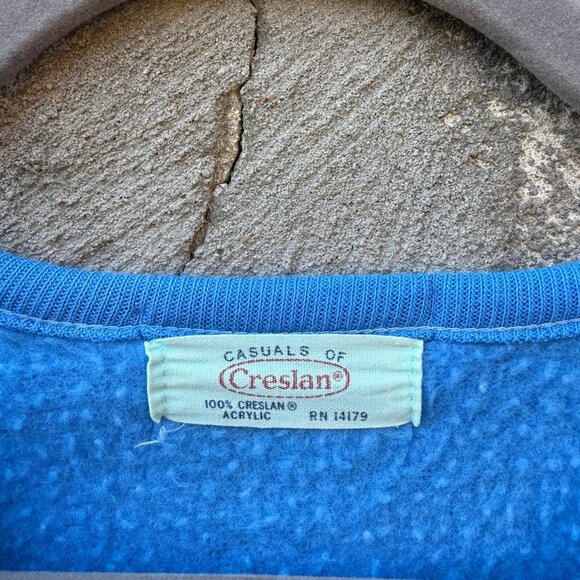 CASUALS OF
Creslan®
100% CRESLAN®
ACRYLIC RN 14179